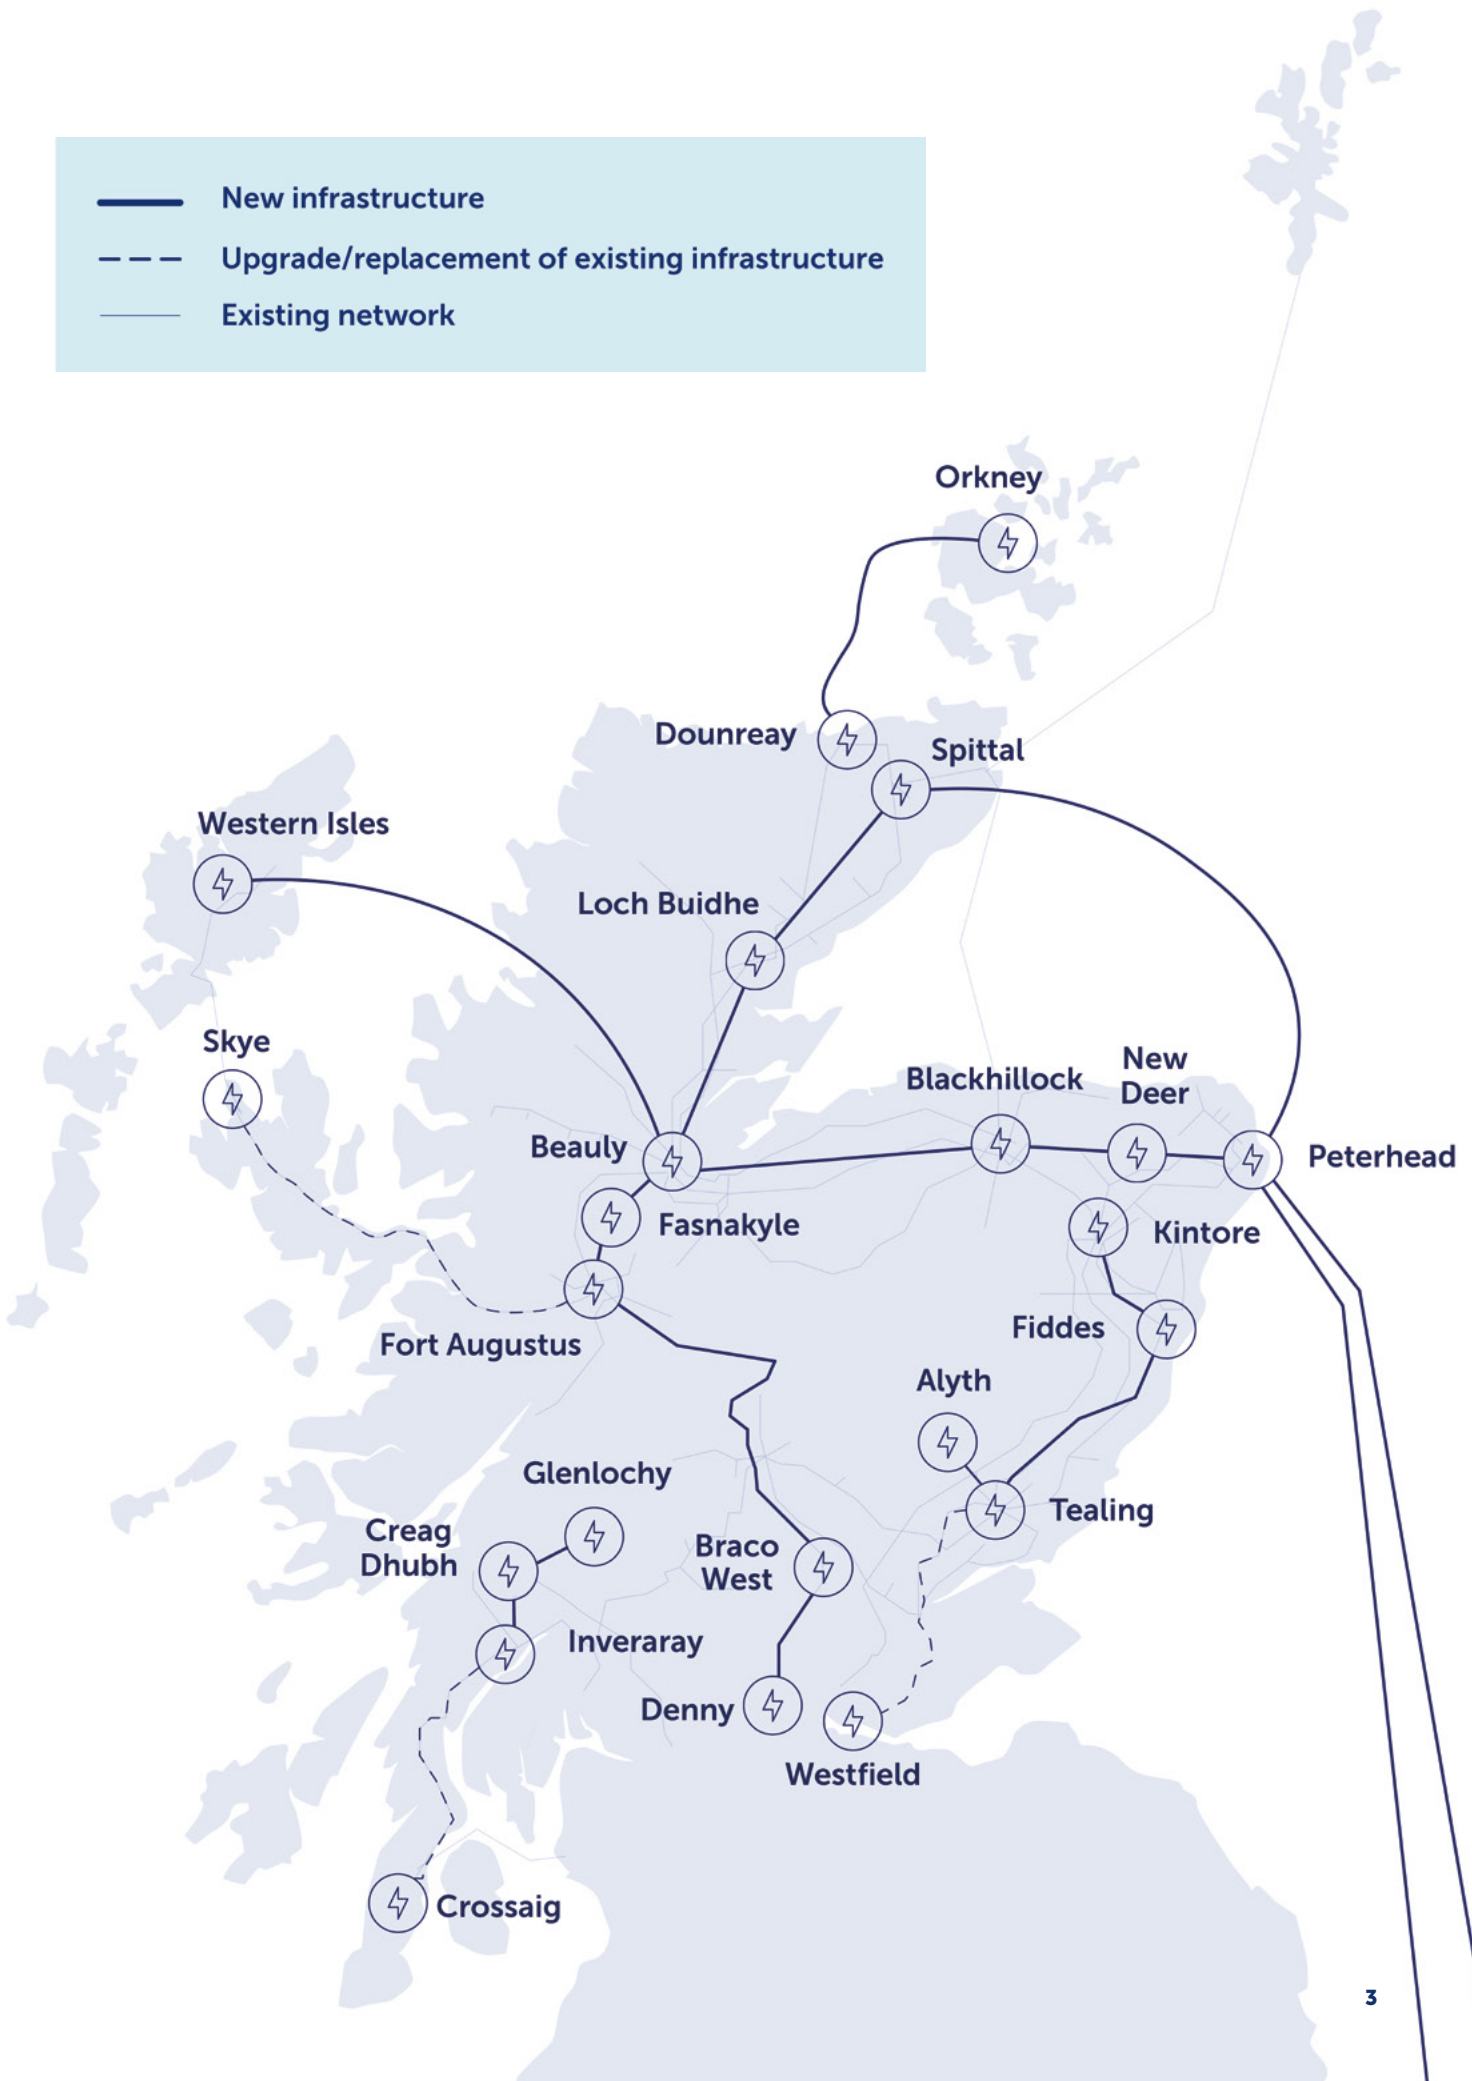 New infrastructure
Upgrade/replacement of existing infrastructure
Existing network
Orkney
Dounreay
Spittal
Western Isles
Loch Buidhe
Skye
Blackhillock
New
Deer
Beauly
Peterhead
Fasnakyle
Kintore
Fort Augustus
Fiddes
Alyth
Glenlochy
Creag
Dhubh
Braco
West
Tealing
Inveraray
Denny
Westfield
Crossaig
3